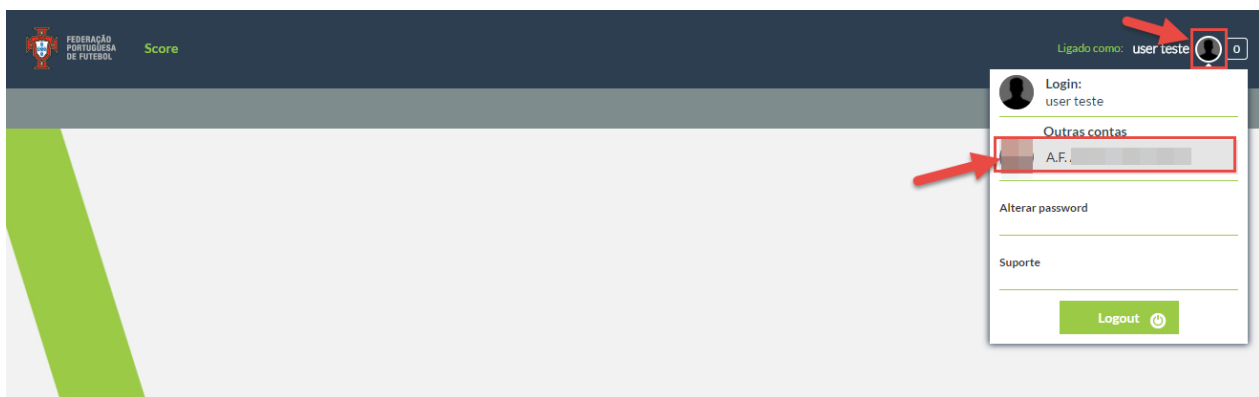 FEDERAÇÃO
PORTUGUESA
DE FUTEBOL
Score
Ligado como: user teste 0
Login:
user teste
Outras contas
A.F.
Alterar password
Suporte
Logout